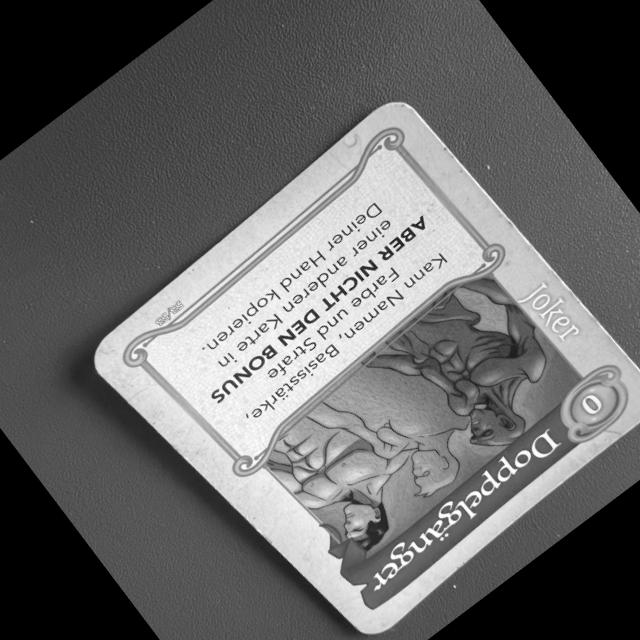 0
Doppelgänger
Joker
Kann Namen, Basisstärke,
Farbe und Strafe
ABER NICHT DEN BONUS
einer anderen Karte in
Deiner Hand kopieren.